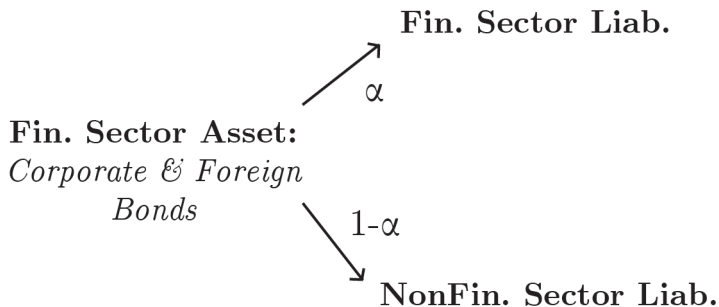 Fin. Sector Liab.
α
Fin. Sector Asset:
Corporate & Foreign
Bonds
1-α
NonFin. Sector Liab.